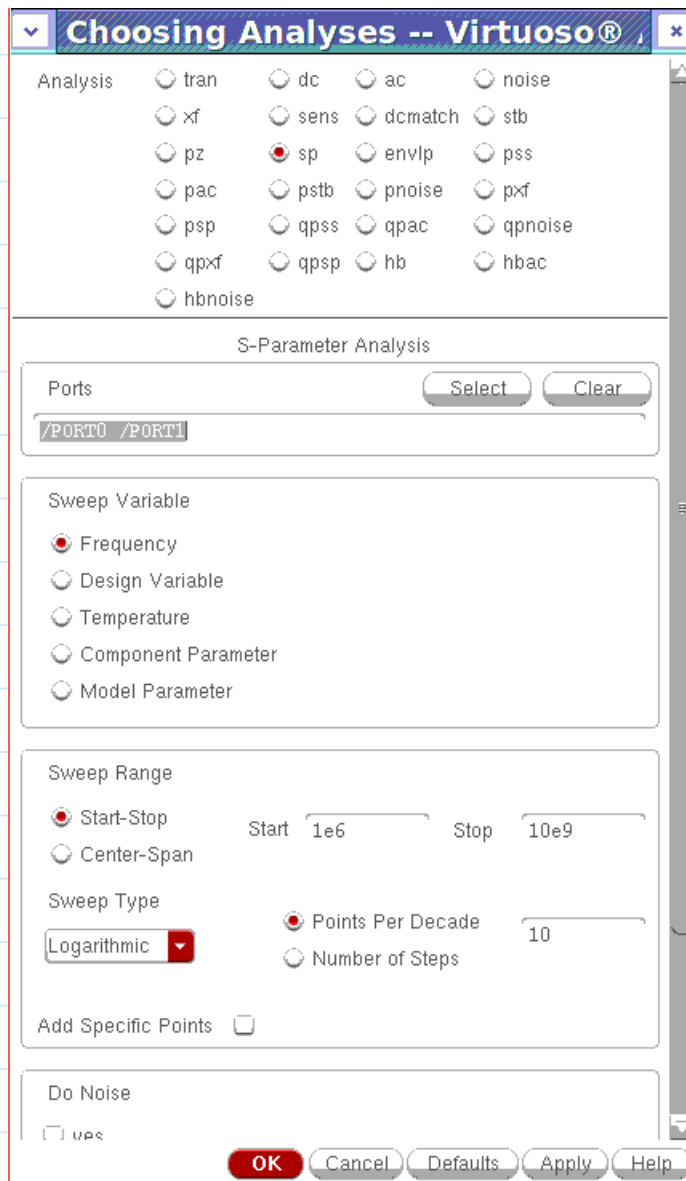 Choosing Analyses -- Virtuoso®
Analysis tran dc ac noise
xf sens dcmatch stb
pz sp envlp pss
pac pstb pnoise pxf
psp qpss qpac qpnoise
qpxf qpsp hb hbac
hbnoise
S-Parameter Analysis
Ports Select Clear
/PORT0 /PORT1
Sweep Variable
Frequency
Design Variable
Temperature
Component Parameter
Model Parameter
Sweep Range
Start-Stop Start 1e6 Stop 10e9
Center-Span
Sweep Type
Logarithmic Points Per Decade 10
Number of Steps
Add Specific Points
Do Noise
yes
OK Cancel Defaults Apply Help